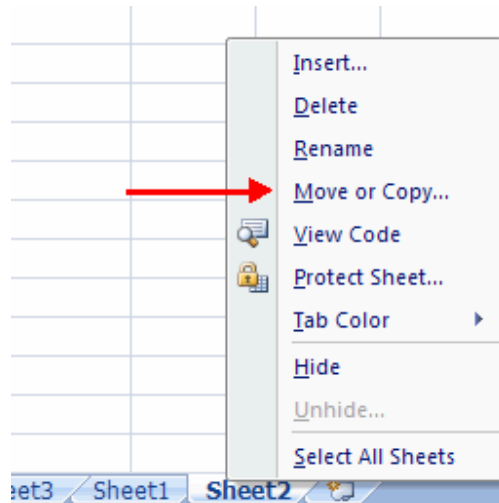 Insert...
Delete
Rename
Move or Copy...
View Code
Protect Sheet...
Tab Color
Hide
Unhide...
Select All Sheets
eet3 Sheet1 Sheet2